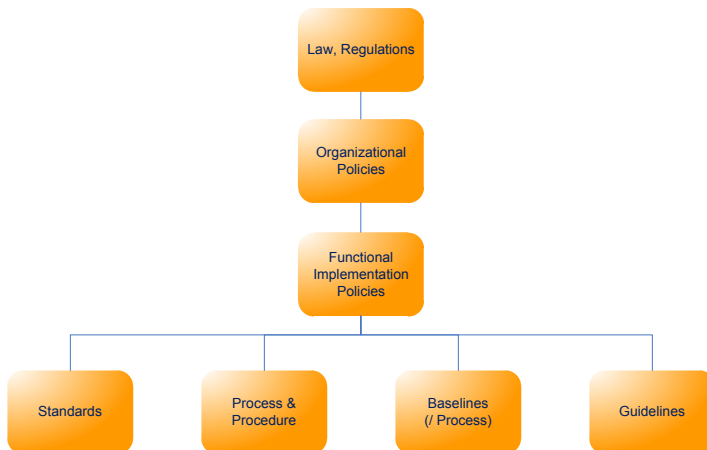 Law, Regulations
Organizational
Policies
Functional
Implementation
Policies
Standards
Process &
Procedure
Baselines
(/ Process)
Guidelines